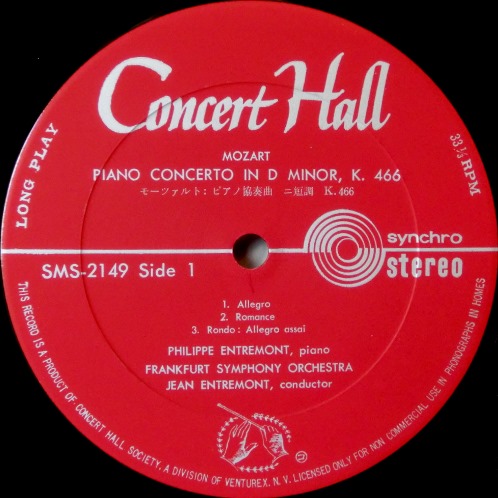 Concert Hall
LONG PLAY
33 1/3 RPM
MOZART
PIANO CONCERTO IN D MINOR, K. 466
モーツァルト: ピアノ協奏曲 ニ短調 K.466
synchro
stereo
SMS-2149 Side 1
1. Allegro
2. Romance
3. Rondo: Allegro assai
PHILIPPE ENTREMONT, piano
FRANKFURT SYMPHONY ORCHESTRA
JEAN ENTREMONT, conductor
THIS RECORD IS A PRODUCT OF CONCERT HALL SOCIETY, A DIVISION OF VENTUREX, N. V. LICENSED ONLY FOR NON COMMERCIAL USE IN PHONOGRAPHS IN HOMES